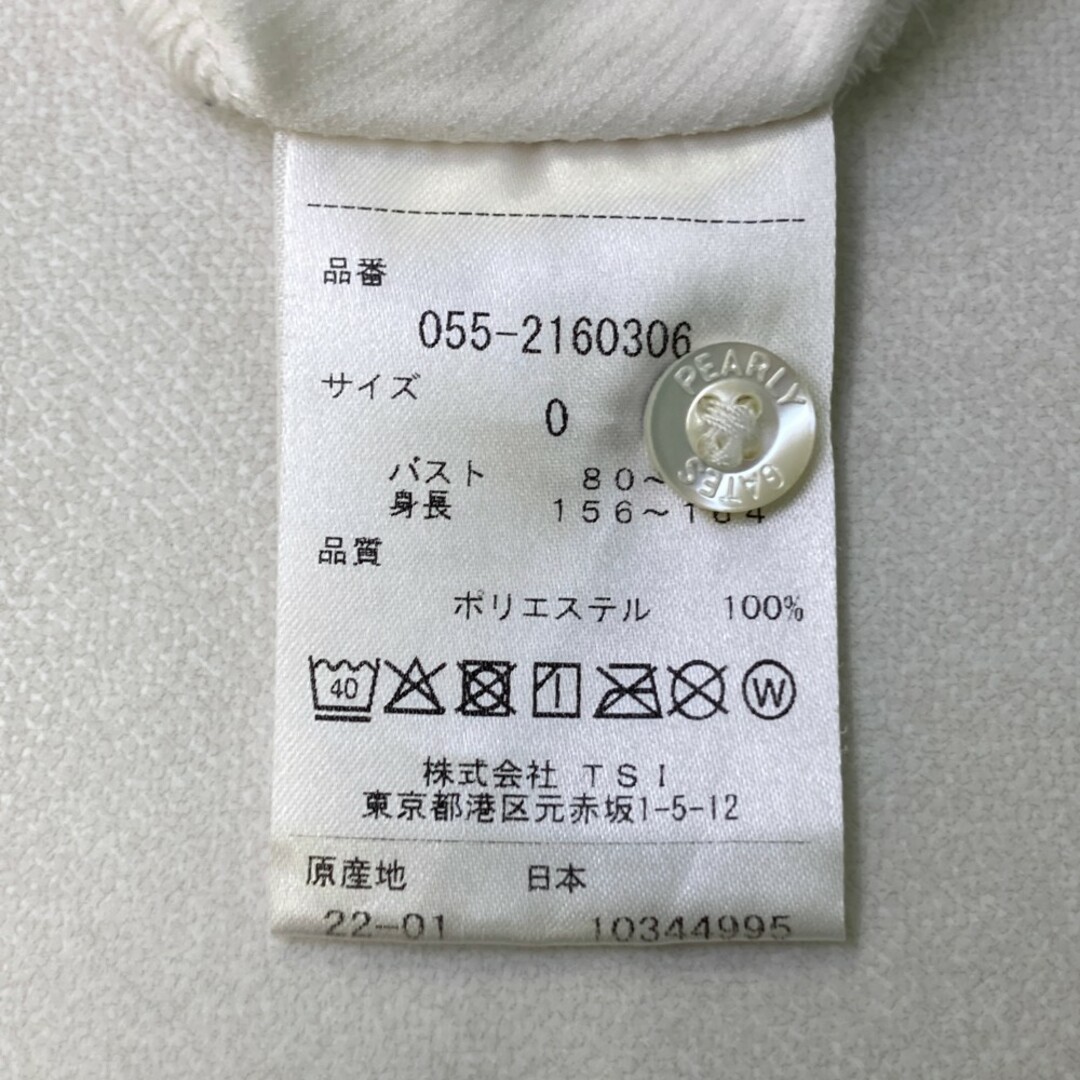 品番
055-2160306
サイズ
0
バスト 80~
身長 156~164
品質
ポリエステル 100%
40 W
株式会社 TSI
東京都港区元赤坂1-5-12
原産地 日本
22-01 10344995
PEARLY
GATES